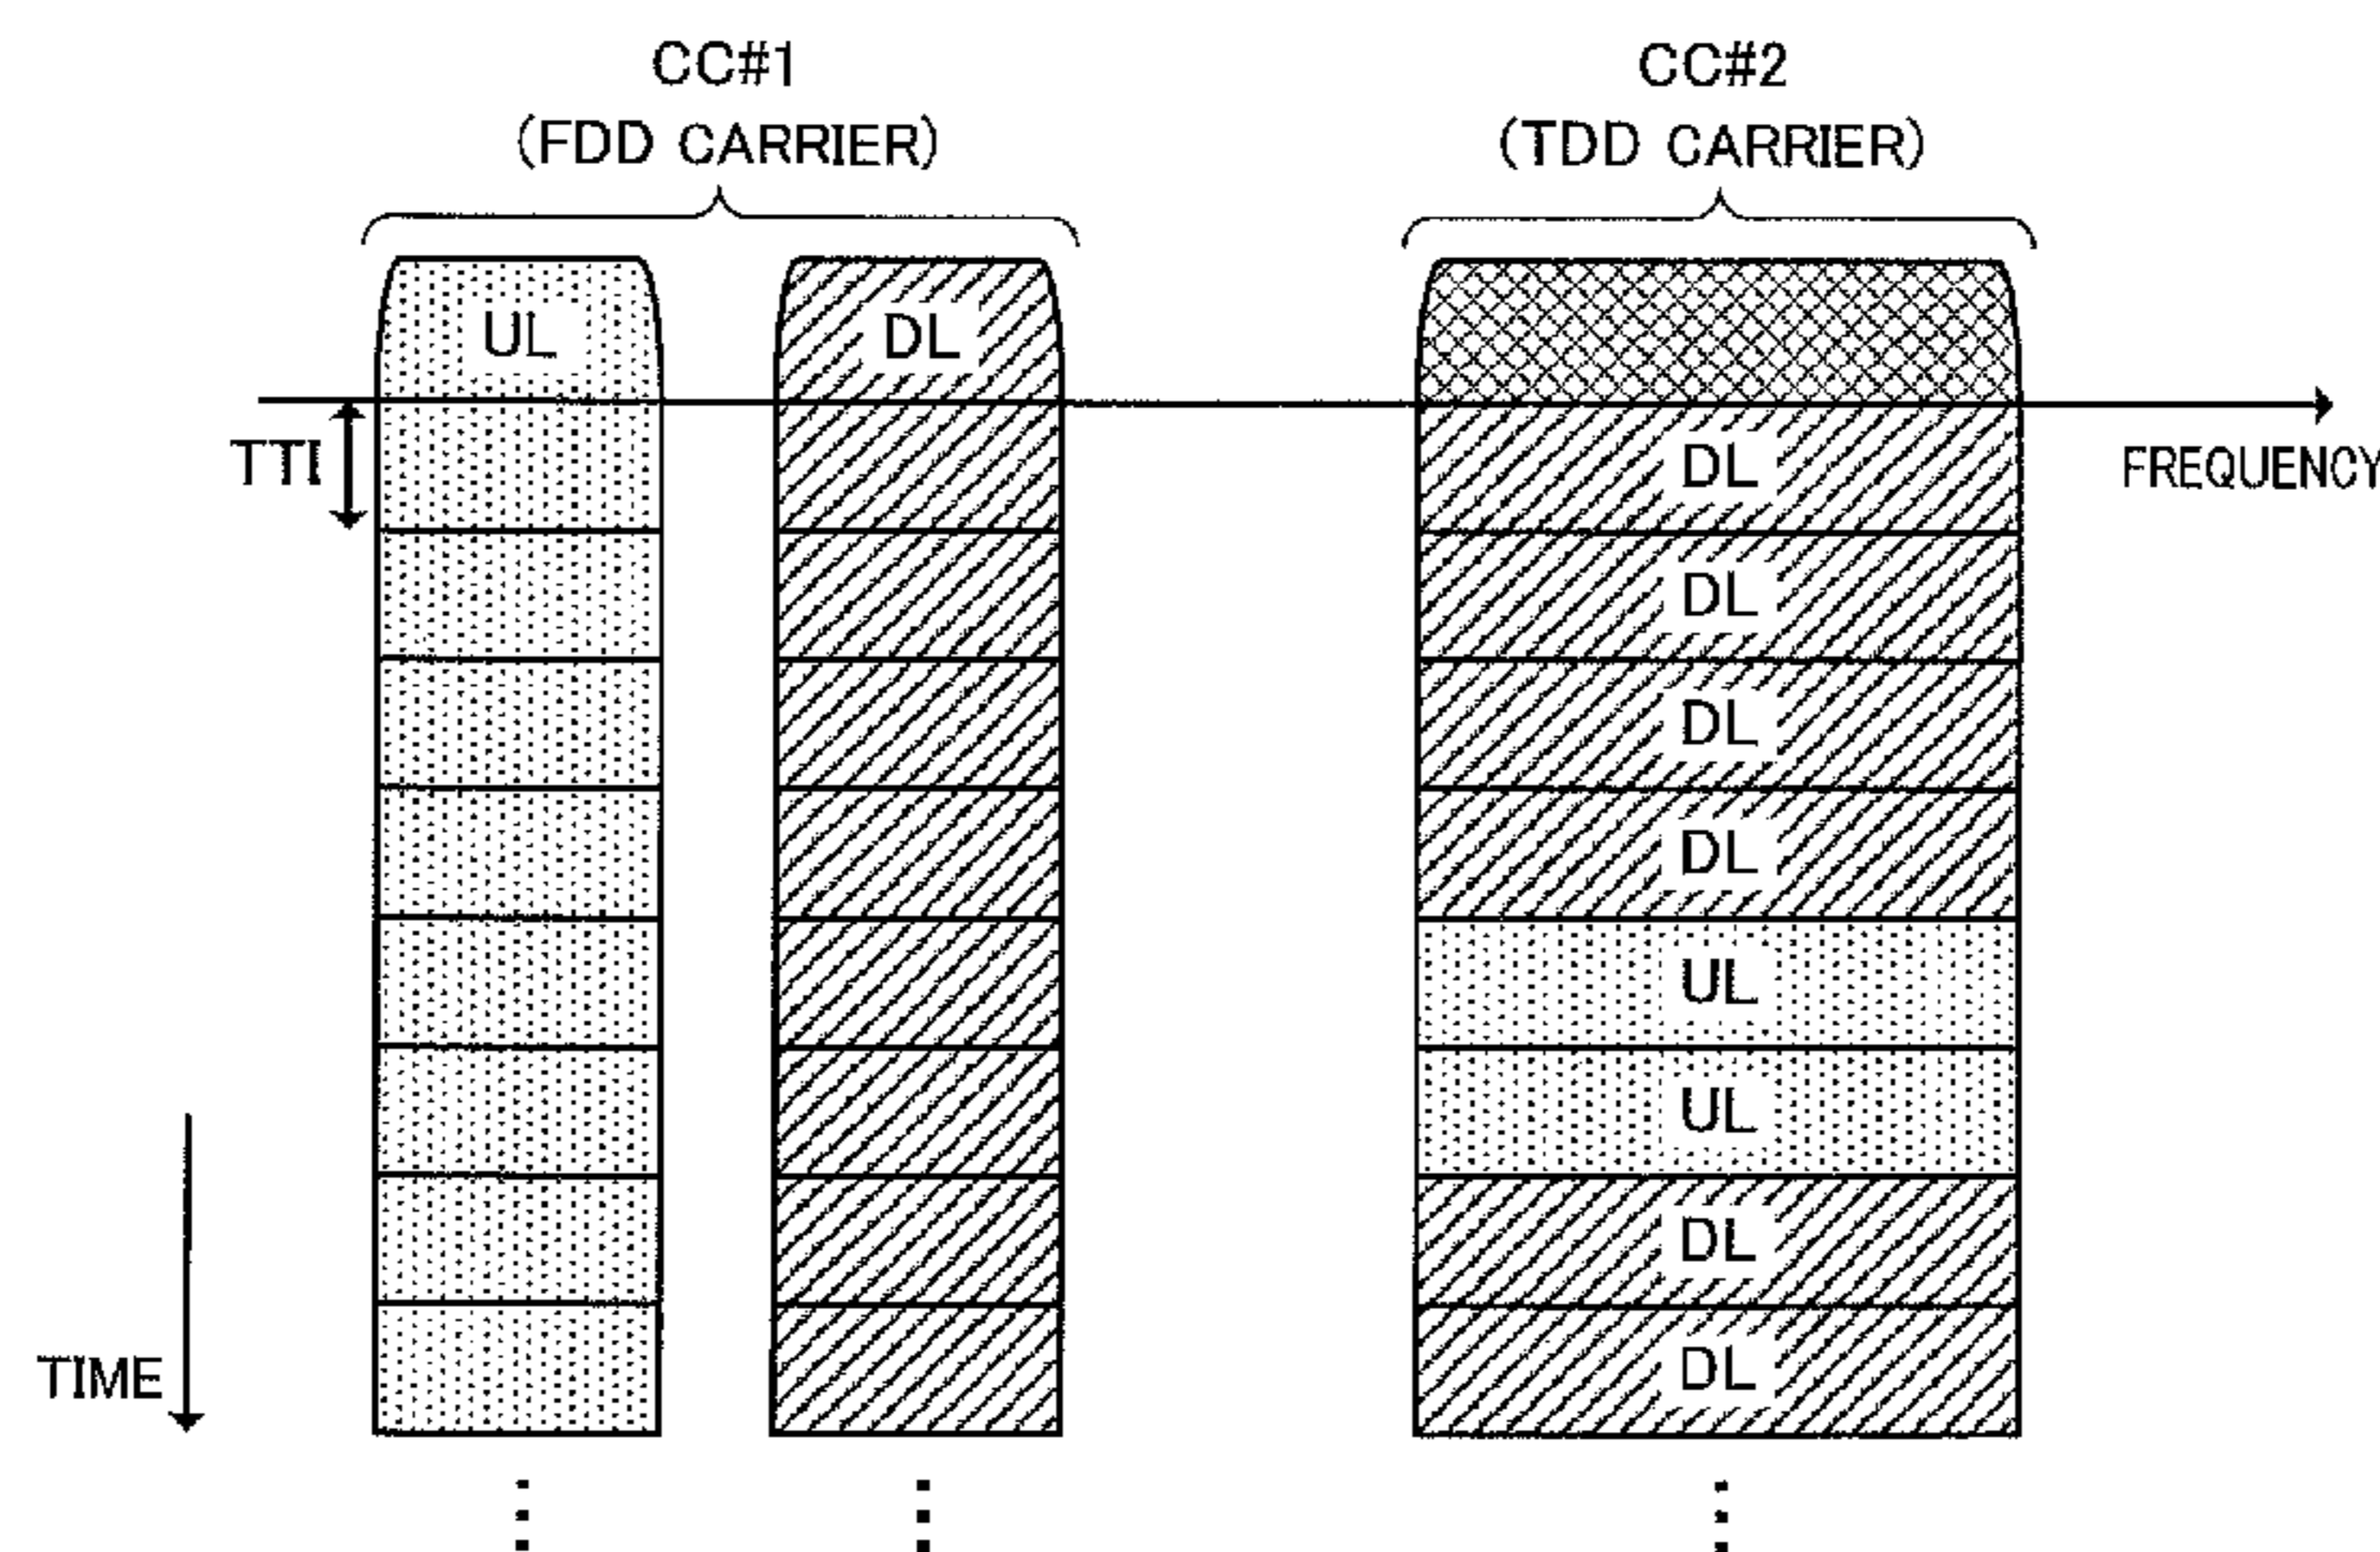 CC#1
(FDD CARRIER)
CC#2
(TDD CARRIER)
UL
DL
TTI
FREQUENCY
DL
DL
DL
DL
UL
UL
DL
DL
TIME